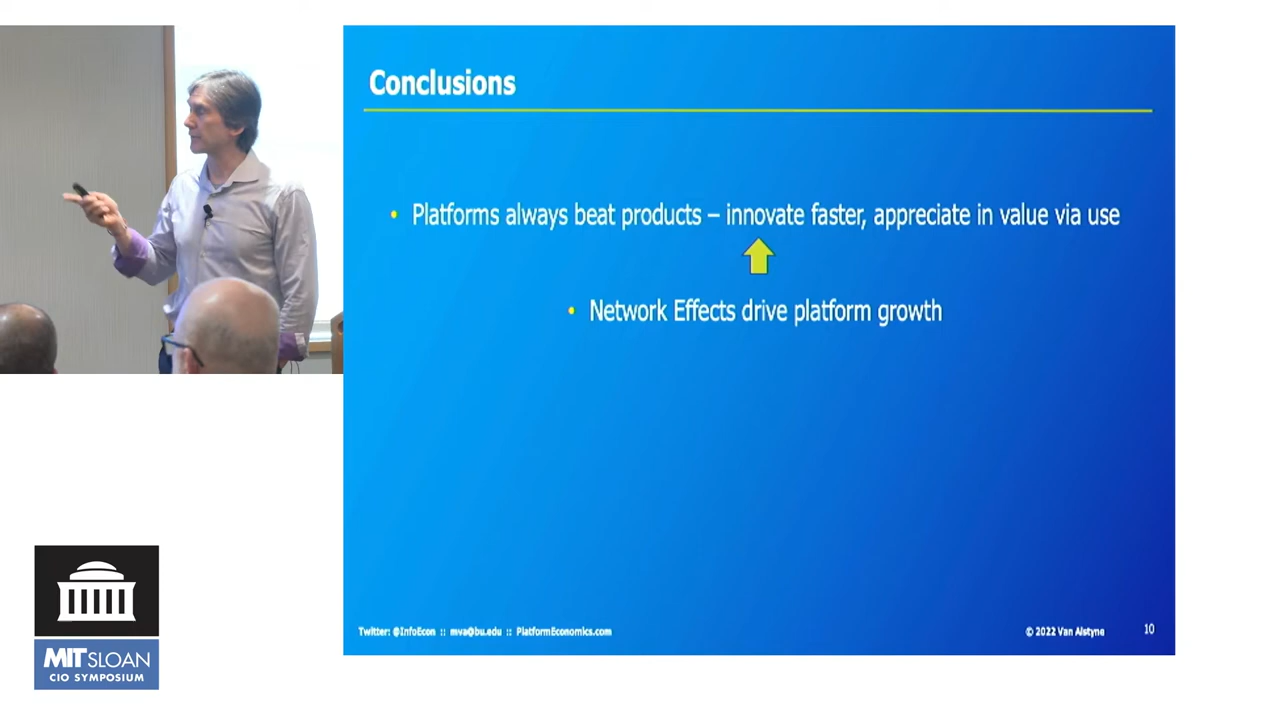 Conclusions
• Platforms always beat products – innovate faster, appreciate in value via use
• Network Effects drive platform growth
Twitter: @InfoEcon :: mva@bu.edu :: PlatformEconomics.com
© 2022 Van Alstyne
10
MIT SLOAN
CIO SYMPOSIUM